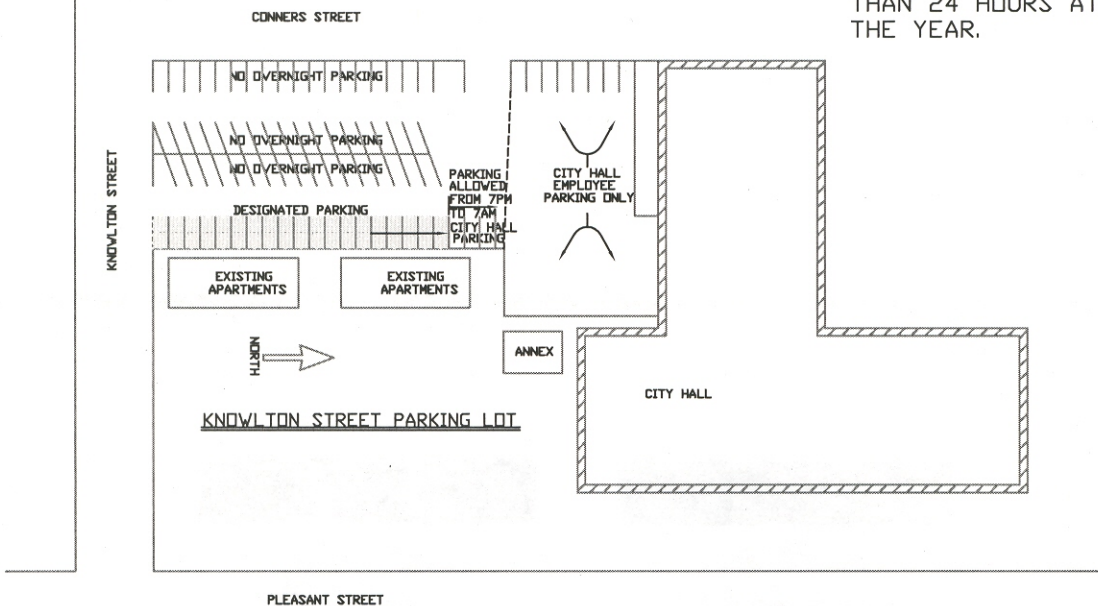 THAN 24 HOURS AT
THE YEAR.
CONNERS STREET
NO OVERNIGHT PARKING
NO OVERNIGHT PARKING
NO OVERNIGHT PARKING
DESIGNATED PARKING
PARKING
ALLOWED
FROM 7PM
TO 7AM
CITY HALL
PARKING
CITY HALL
EMPLOYEE
PARKING ONLY
KNOWLTON STREET
EXISTING
APARTMENTS
EXISTING
APARTMENTS
NORTH
ANNEX
CITY HALL
KNOWLTON STREET PARKING LOT
PLEASANT STREET